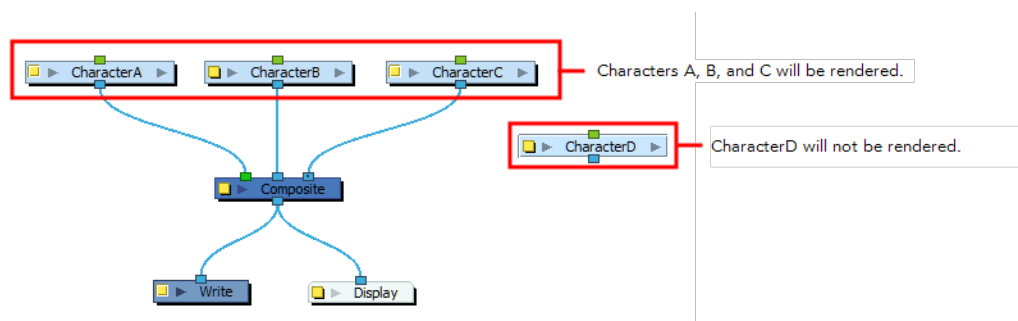 CharacterA
CharacterB
CharacterC
Characters A, B, and C will be rendered.
CharacterD
CharacterD will not be rendered.
Composite
Write
Display